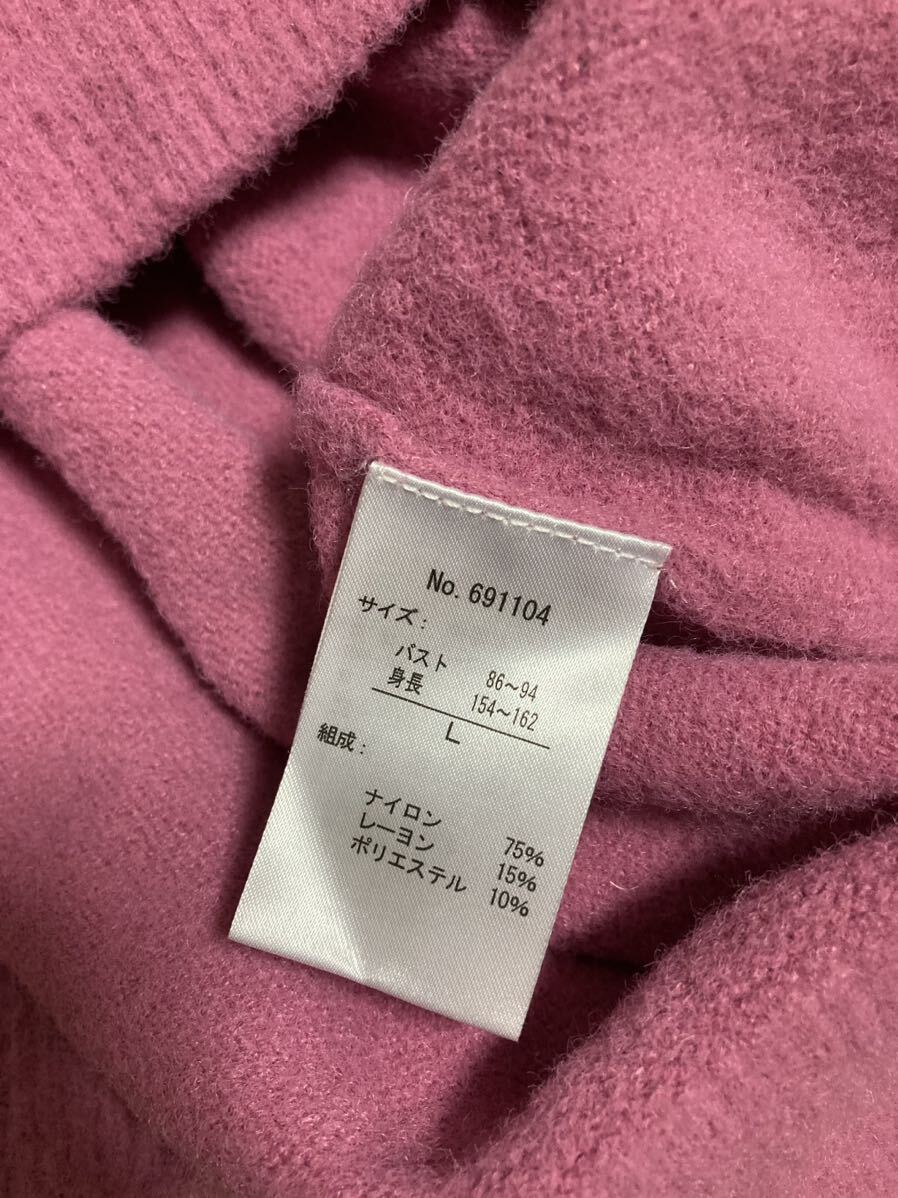 No. 691104
サイズ:
バスト 86〜94
身長 154〜162
L
組成:
ナイロン 75%
レーヨン 15%
ポリエステル 10%